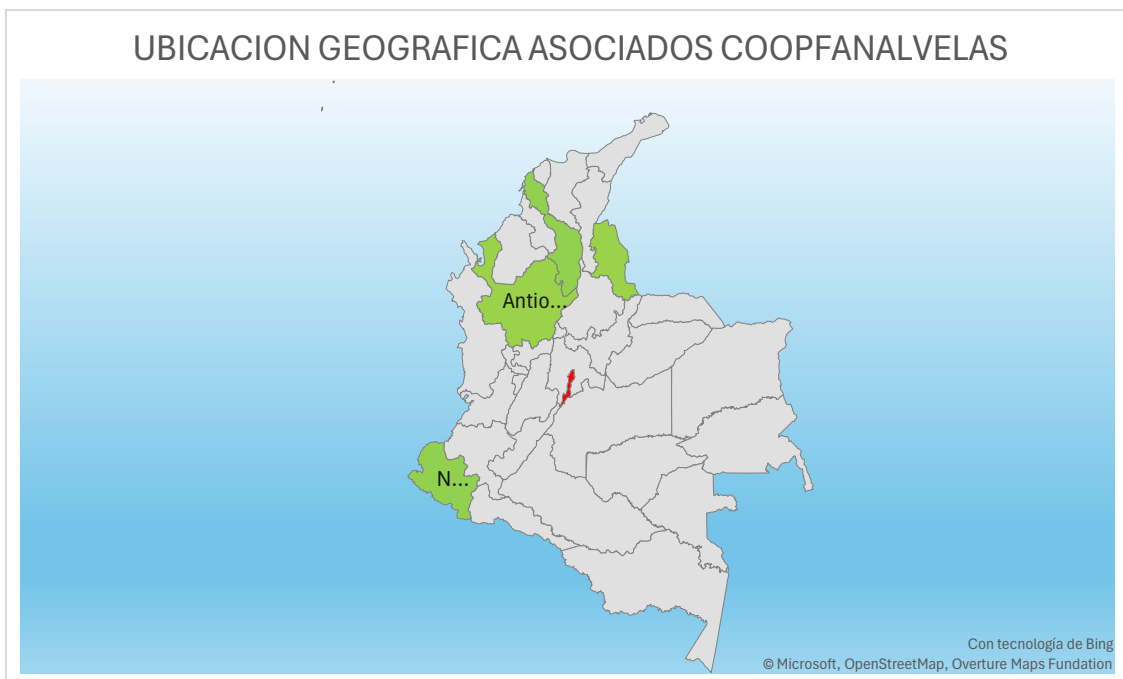 UBICACION GEOGRAFICA ASOCIADOS COOPFANALVELAS
Antio...
N...
Con tecnología de Bing
© Microsoft, OpenStreetMap, Overture Maps Fundation